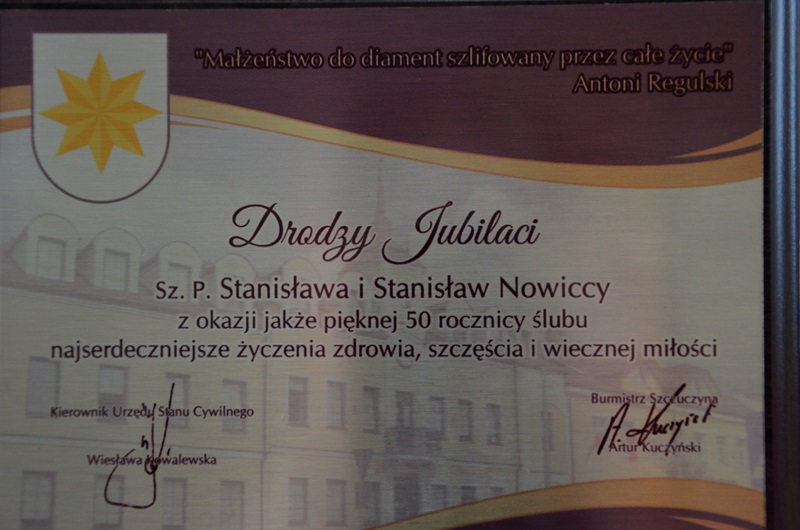 "Małżeństwo do diament szlifowany przez całe życie"
Antoni Regulski
Drodzy Jubilaci
Sz. P. Stanisława i Stanisław Nowiccy
z okazji jakże pięknej 50 rocznicy ślubu
najserdeczniejsze życzenia zdrowia, szczęścia i wiecznej miłości
Kierownik Urzędu Stanu Cywilnego
Wiesława Kowalewska
Burmistrz Szczuczyna
A. Kuczyński
Artur Kuczyński